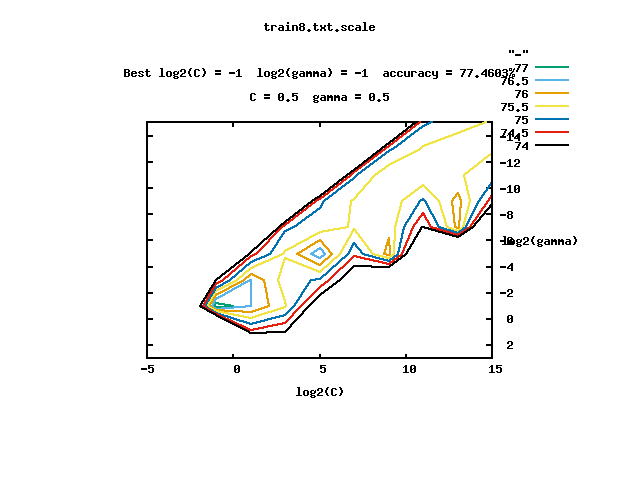 train8.txt.scale
"-"
Best log2(C) = -1  log2(gamma) = -1  accuracy = 77.4603%
77
76.5
C = 0.5  gamma = 0.5
76
75.5
75
74.5
74
-14
-12
-10
-8
-6
log2(gamma)
-4
-2
0
2
-5 0 5 10 15
log2(C)